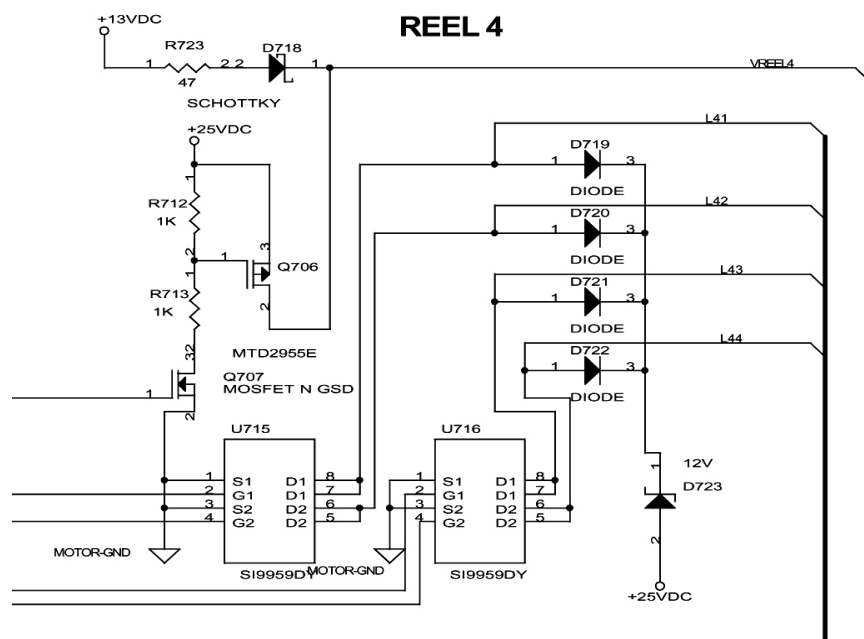 REEL 4
+13VDC
R723
1 2 2 D718 1
47
SCHOTTKY
VREEL4
+25VDC
1
R712
1K
2
1 Q706
3
2
1
R713
1K
MTD2955E
32
1
Q707
MOSFET N GSD
2
L41
D719
1 3
DIODE
L42
D720
1 3
DIODE
L43
D721
1 3
DIODE
L44
D722
1 3
DIODE
U715
1 S1 D1 8
2 G1 D1 7
3 S2 D2 6
4 G2 D2 5
SI9959DY
MOTOR-GND
U716
1 S1 D1 8
2 G1 D1 7
3 S2 D2 6
4 G2 D2 5
SI9959DY
MOTOR-GND
12V
1
D723
2
+25VDC